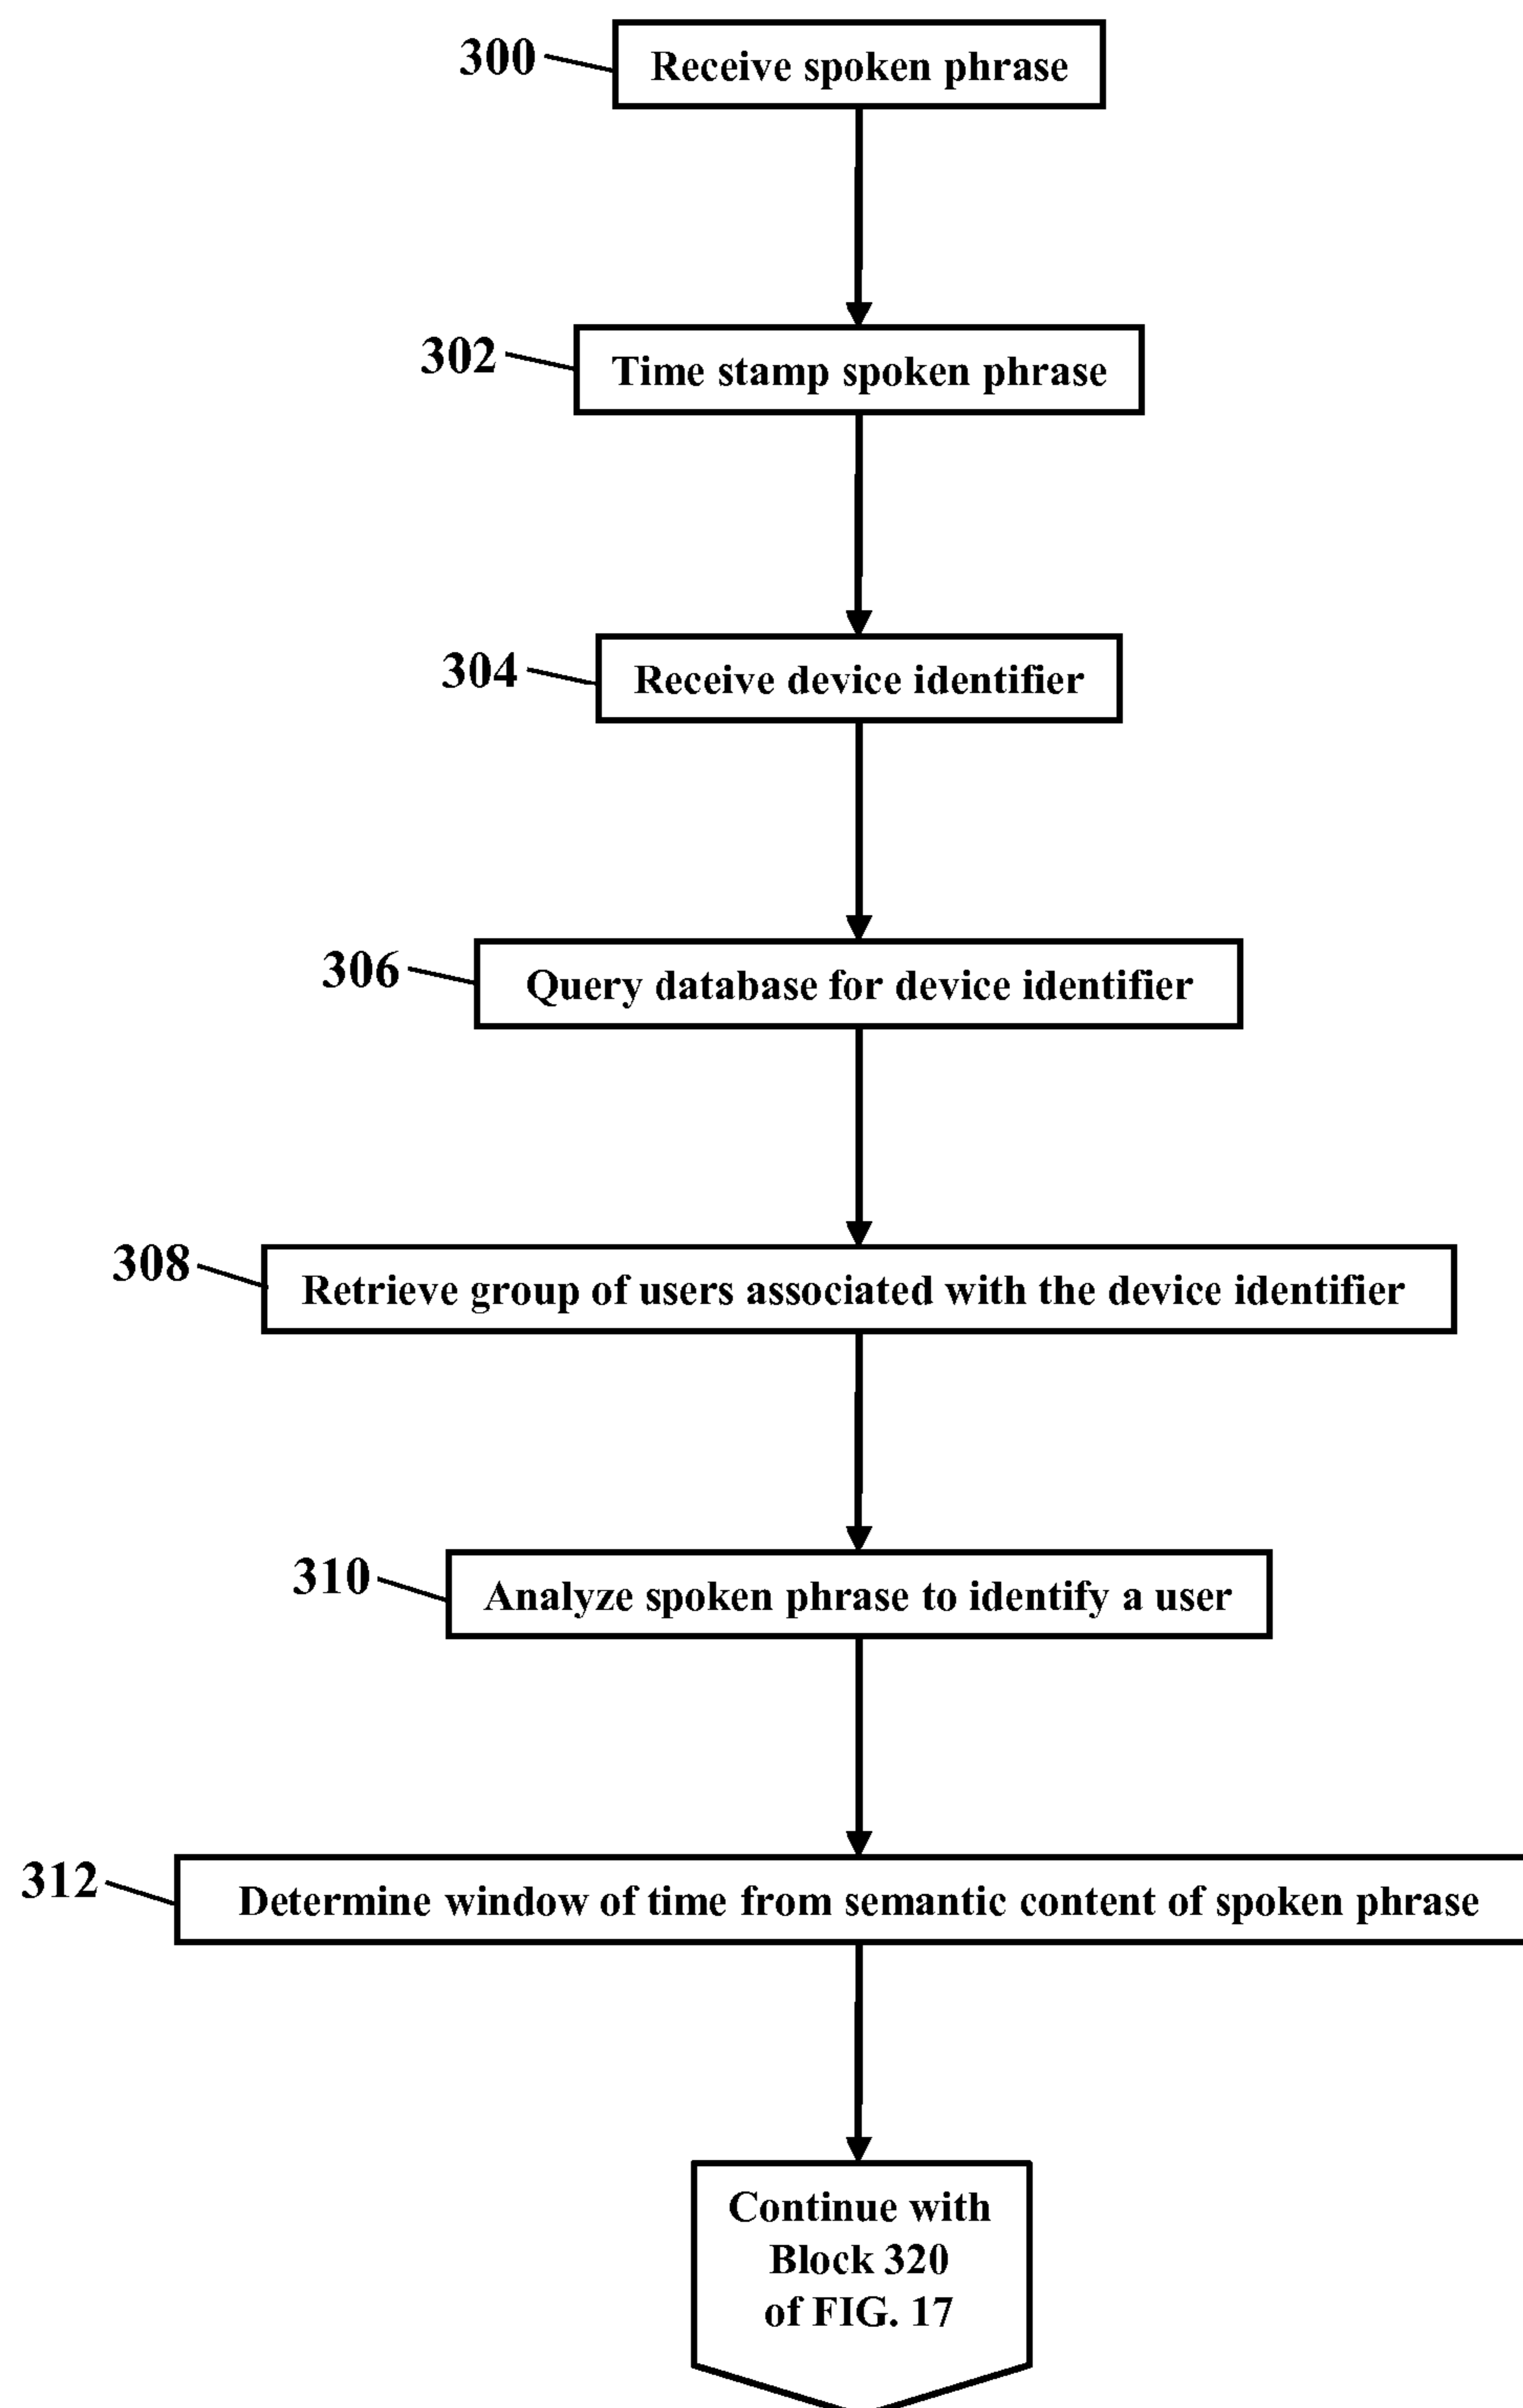 300 Receive spoken phrase
302 Time stamp spoken phrase
304 Receive device identifier
306 Query database for device identifier
308 Retrieve group of users associated with the device identifier
310 Analyze spoken phrase to identify a user
312 Determine window of time from semantic content of spoken phrase
Continue with
Block 320
of FIG. 17